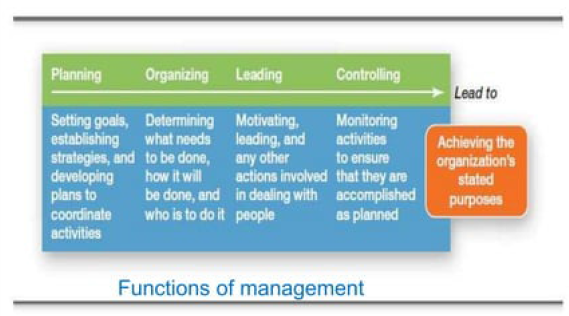 Planning
Setting goals,
establishing
strategies, and
developing
plans to
coordinate
activities
Organizing
Determining
what needs
to be done,
how it will
be done, and
who is to do it
Leading
Motivating,
leading, and
any other
actions involved
in dealing with
people
Controlling
Monitoring
activities
to ensure
that they are
accomplished
as planned
Lead to
Achieving the
organization's
stated
purposes
Functions of management